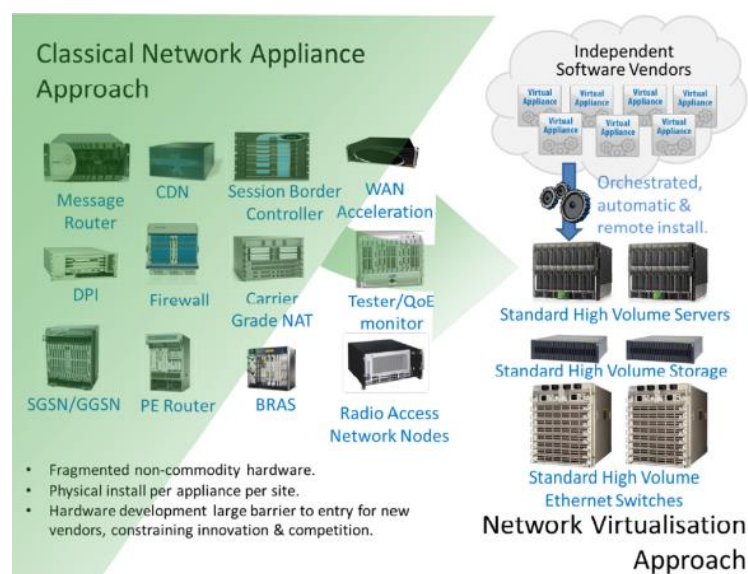 Classical Network Appliance
Approach
Message
Router
CDN
Session Border
Controller
WAN
Acceleration
DPI
Firewall
Carrier
Grade NAT
Tester/QoE
monitor
SGSN/GGSN
PE Router
BRAS
Radio Access
Network Nodes
• Fragmented non-commodity hardware.
• Physical install per appliance per site.
• Hardware development large barrier to entry for new
vendors, constraining innovation & competition.
Independent
Software Vendors
Virtual
Appliance
Virtual
Appliance
Virtual
Appliance
Virtual
Appliance
Virtual
Appliance
Virtual
Appliance
Virtual
Appliance
Orchestrated,
automatic &
remote install.
Standard High Volume Servers
Standard High Volume Storage
Standard High Volume
Ethernet Switches
Network Virtualisation
Approach